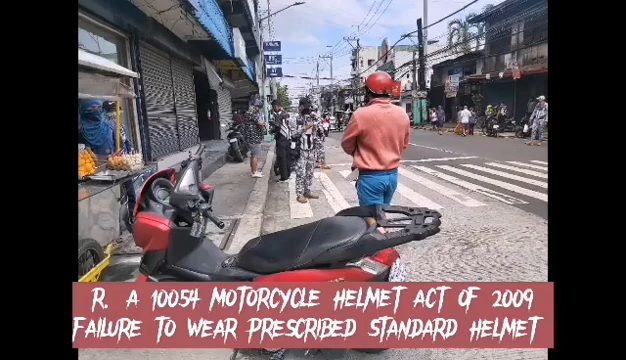 R. A 10054 MOTORCYCLE HELMET ACT OF 2009
FAILURE TO WEAR PRESCRIBED STANDARD HELMET